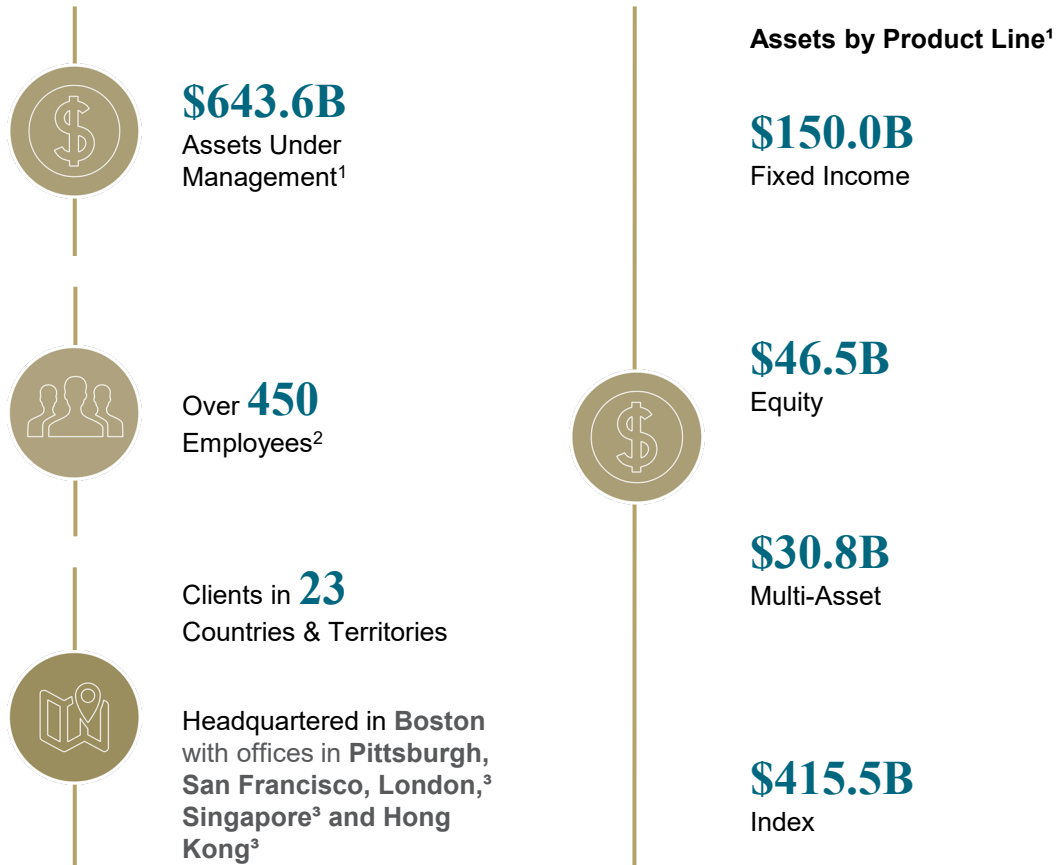 $643.6B
Assets Under
Management¹
Over 450
Employees²
Clients in 23
Countries & Territories
Headquartered in Boston
with offices in Pittsburgh,
San Francisco, London,³
Singapore³ and Hong
Kong³
Assets by Product Line¹
$150.0B
Fixed Income
$46.5B
Equity
$30.8B
Multi-Asset
$415.5B
Index